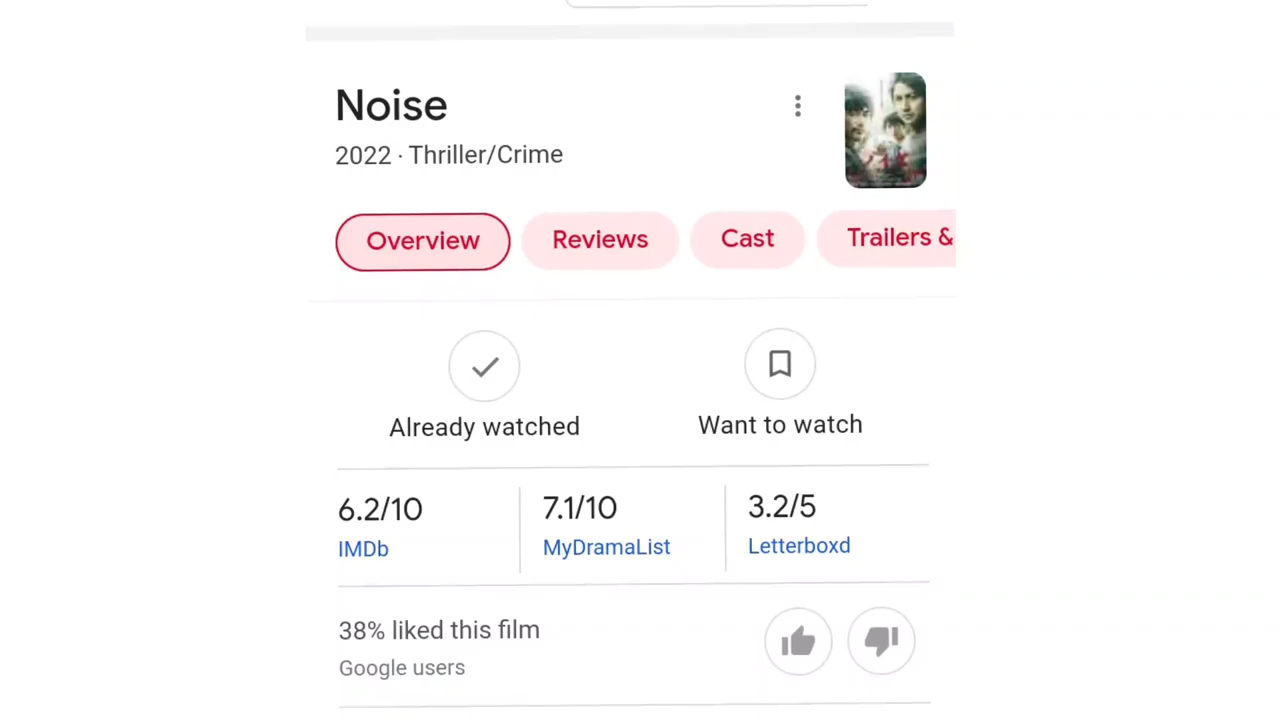 Noise
2022 · Thriller/Crime
Overview
Reviews
Cast
Trailers &
Already watched
Want to watch
6.2/10
IMDb
7.1/10
MyDramaList
3.2/5
Letterboxd
38% liked this film
Google users